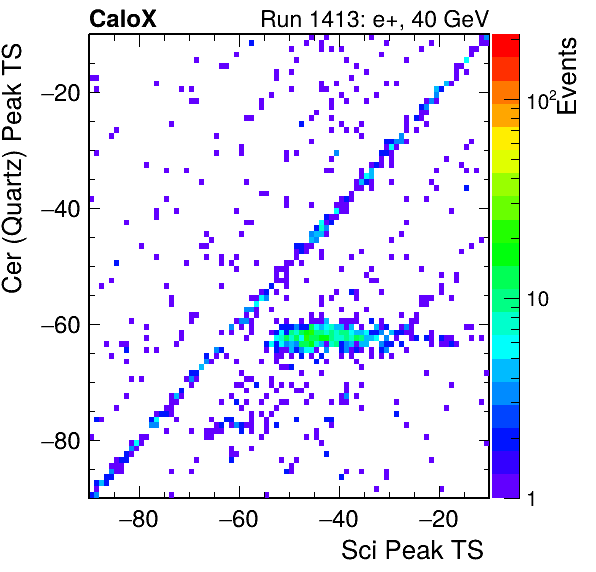 CaloX Run 1413: e+, 40 GeV
Cer (Quartz) Peak TS
−20
−40
−60
−80
−80 −60 −40 −20
Sci Peak TS
Events
10²
10
1